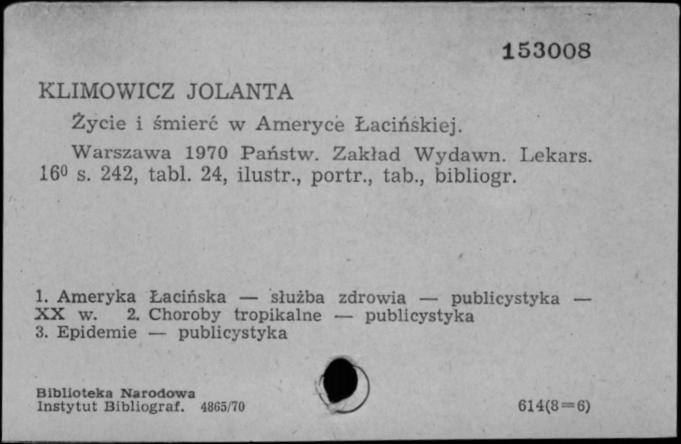 153008
KLIMOWICZ JOLANTA
Życie i śmierć w Ameryce Łacińskiej.
Warszawa 1970 Państw. Zakład Wydawn. Lekars.
16⁰ s. 242, tabl. 24, ilustr., portr., tab., bibliogr.
1. Ameryka Łacińska — służba zdrowia — publicystyka —
XX w. 2. Choroby tropikalne — publicystyka
3. Epidemie — publicystyka
Biblioteka Narodowa
Instytut Bibliograf. 4865/70
614(8=6)